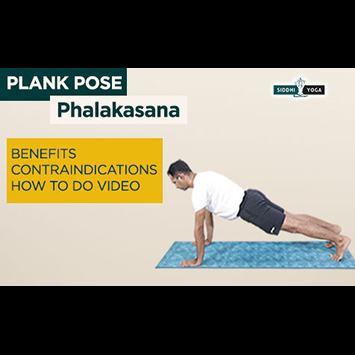 PLANK POSE
Phalakasana
SIDDHI YOGA
BENEFITS
CONTRAINDICATIONS
HOW TO DO VIDEO